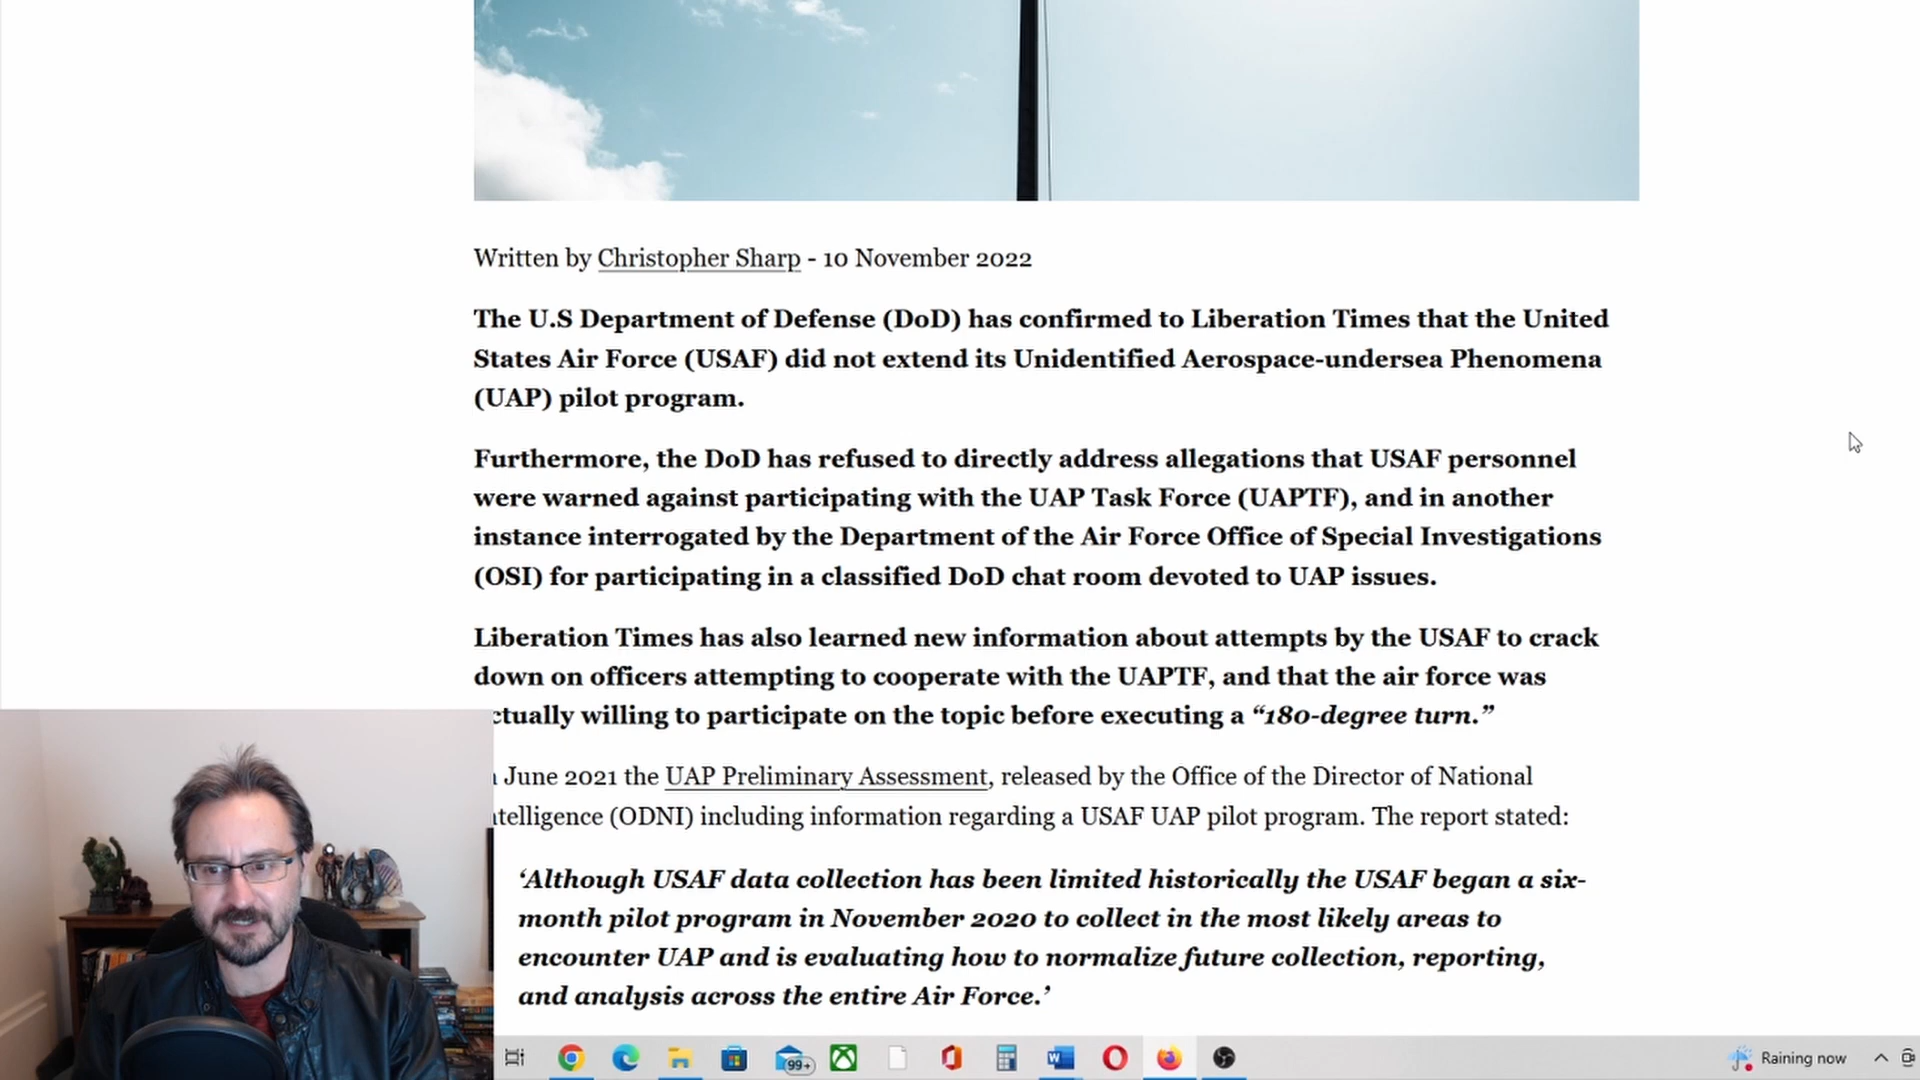 Written by Christopher Sharp - 10 November 2022
The U.S Department of Defense (DoD) has confirmed to Liberation Times that the United
States Air Force (USAF) did not extend its Unidentified Aerospace-undersea Phenomena
(UAP) pilot program.
Furthermore, the DoD has refused to directly address allegations that USAF personnel
were warned against participating with the UAP Task Force (UAPTF), and in another
instance interrogated by the Department of the Air Force Office of Special Investigations
(OSI) for participating in a classified DoD chat room devoted to UAP issues.
Liberation Times has also learned new information about attempts by the USAF to crack
down on officers attempting to cooperate with the UAPTF, and that the air force was
ctually willing to participate on the topic before executing a “180-degree turn.”
June 2021 the UAP Preliminary Assessment, released by the Office of the Director of National
ntelligence (ODNI) including information regarding a USAF UAP pilot program. The report stated:
‘Although USAF data collection has been limited historically the USAF began a six-
month pilot program in November 2020 to collect in the most likely areas to
encounter UAP and is evaluating how to normalize future collection, reporting,
and analysis across the entire Air Force.’
99+
W
Raining now